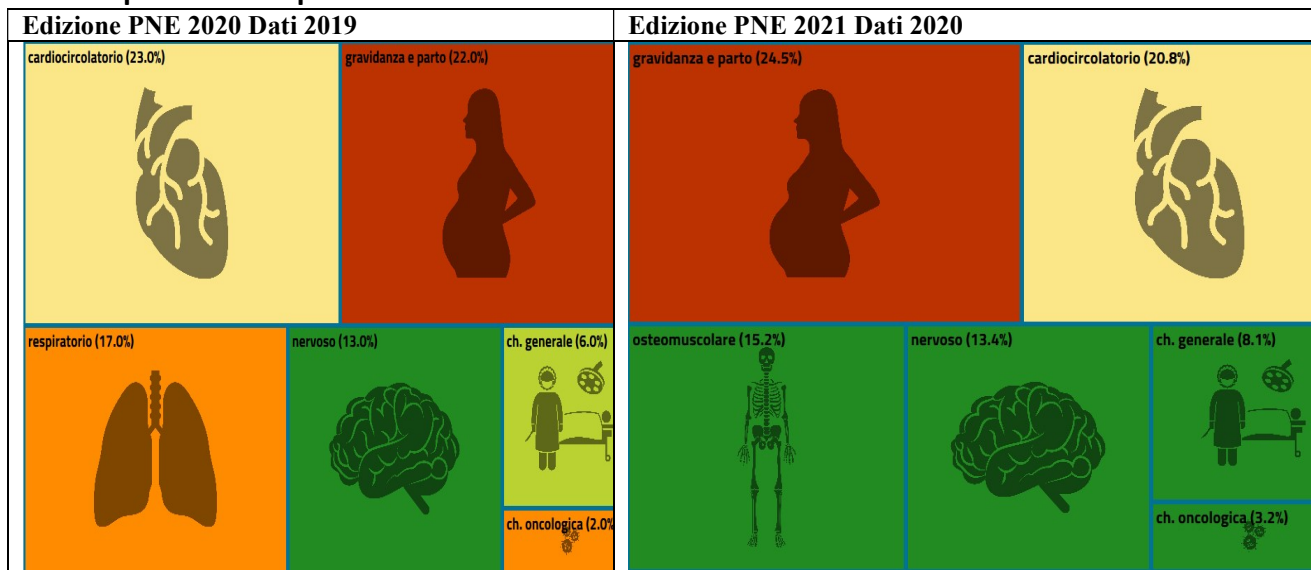 Edizione PNE 2020 Dati 2019
Edizione PNE 2021 Dati 2020
cardiocircolatorio (23.0%)
gravidanza e parto (22.0%)
respiratorio (17.0%)
nervoso (13.0%)
ch. generale (6.0%)
ch. oncologica (2.0%
gravidanza e parto (24.5%)
cardiocircolatorio (20.8%)
osteomuscolare (15.2%)
nervoso (13.4%)
ch. generale (8.1%)
ch. oncologica (3.2%)